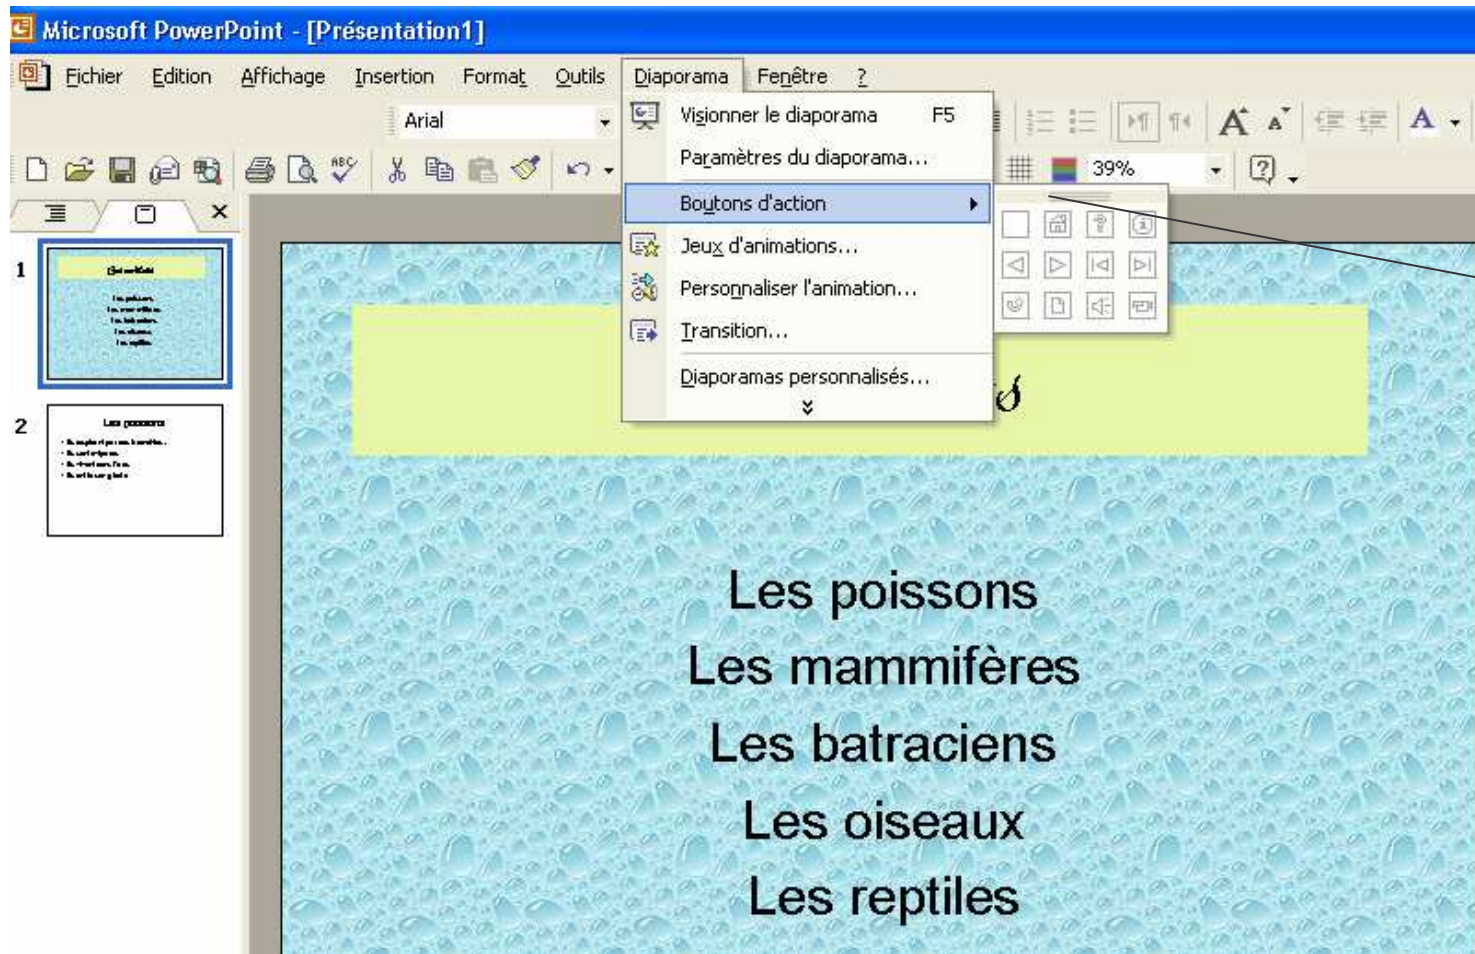 Microsoft PowerPoint - [Présentation1]
Fichier Edition Affichage Insertion Format Outils Diaporama Fenêtre ?
Arial
A A A
ABC
39%
Visionner le diaporama F5
Paramètres du diaporama...
Boutons d'action
Jeux d'animations...
Personnaliser l'animation...
Transition...
Diaporamas personnalisés...
1
2
Les poissons
s
Les poissons
Les mammifères
Les batraciens
Les oiseaux
Les reptiles